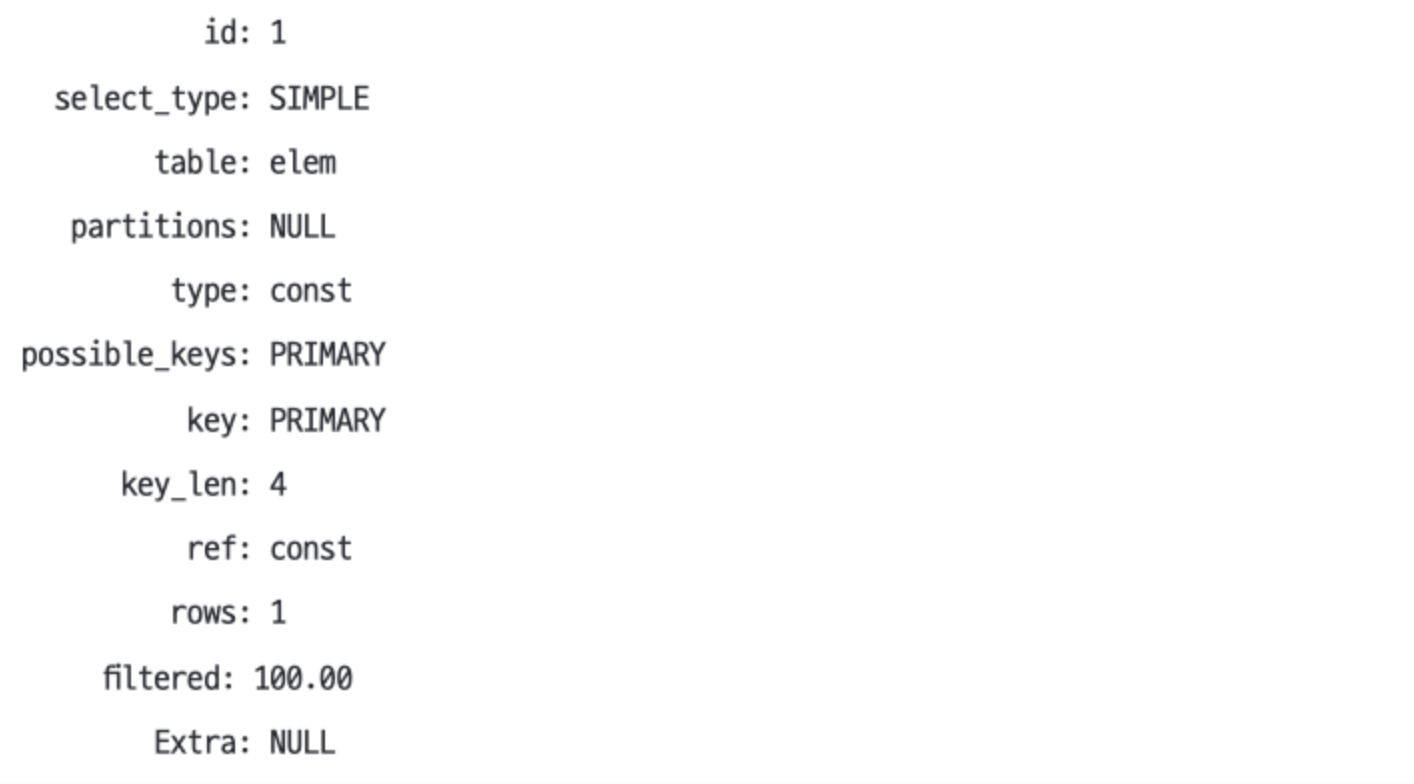 id: 1
select_type: SIMPLE
table: elem
partitions: NULL
type: const
possible_keys: PRIMARY
key: PRIMARY
key_len: 4
ref: const
rows: 1
filtered: 100.00
Extra: NULL